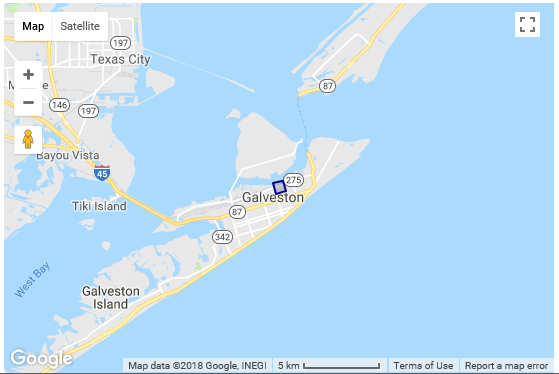 Map Satellite
197
Texas City
87
146
197
Bayou Vista
45
275
Tiki Island
Galveston
87
342
West Bay
Galveston
Island
Google
Map data ©2018 Google, INEGI 5 km Terms of Use Report a map error